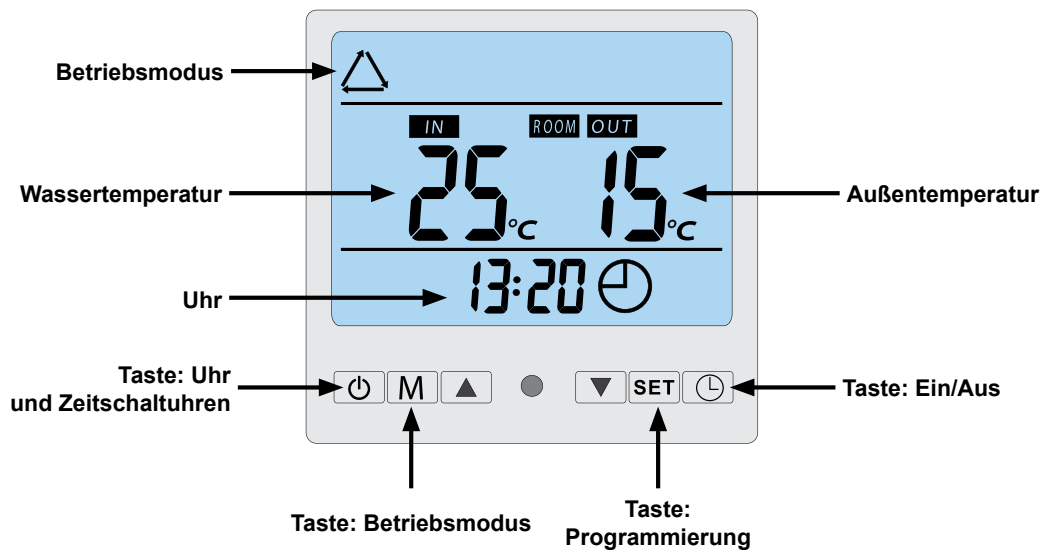 Betriebsmodus
IN ROOM OUT
Wassertemperatur
25°C 15°C
Außentemperatur
Uhr
13:20
Taste: Uhr
und Zeitschaltuhren
M SET
Taste: Ein/Aus
Taste: Betriebsmodus
Taste:
Programmierung